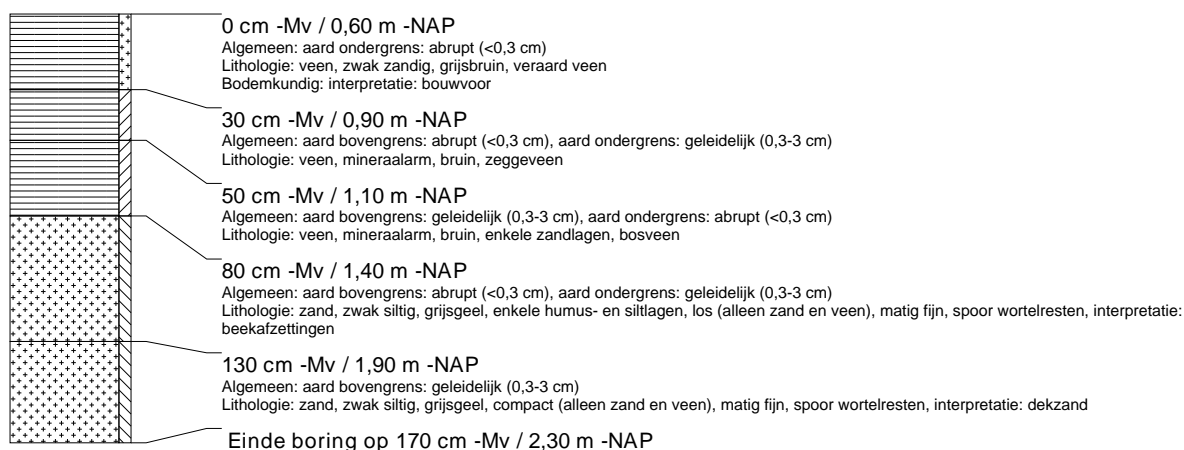 0 cm -Mv / 0,60 m -NAP
Algemeen: aard ondergrens: abrupt (<0,3 cm)
Lithologie: veen, zwak zandig, grijsbruin, veraard veen
Bodemkundig: interpretatie: bouwvoor
30 cm -Mv / 0,90 m -NAP
Algemeen: aard bovengrens: abrupt (<0,3 cm), aard ondergrens: geleidelijk (0,3-3 cm)
Lithologie: veen, mineraalarm, bruin, zeggeveen
50 cm -Mv / 1,10 m -NAP
Algemeen: aard bovengrens: geleidelijk (0,3-3 cm), aard ondergrens: abrupt (<0,3 cm)
Lithologie: veen, mineraalarm, bruin, enkele zandlagen, bosveen
80 cm -Mv / 1,40 m -NAP
Algemeen: aard bovengrens: abrupt (<0,3 cm), aard ondergrens: geleidelijk (0,3-3 cm)
Lithologie: zand, zwak siltig, grijsgeel, enkele humus- en siltlagen, los (alleen zand en veen), matig fijn, spoor wortelresten, interpretatie:
beekafzettingen
130 cm -Mv / 1,90 m -NAP
Algemeen: aard bovengrens: geleidelijk (0,3-3 cm)
Lithologie: zand, zwak siltig, grijsgeel, compact (alleen zand en veen), matig fijn, spoor wortelresten, interpretatie: dekzand
Einde boring op 170 cm -Mv / 2,30 m -NAP